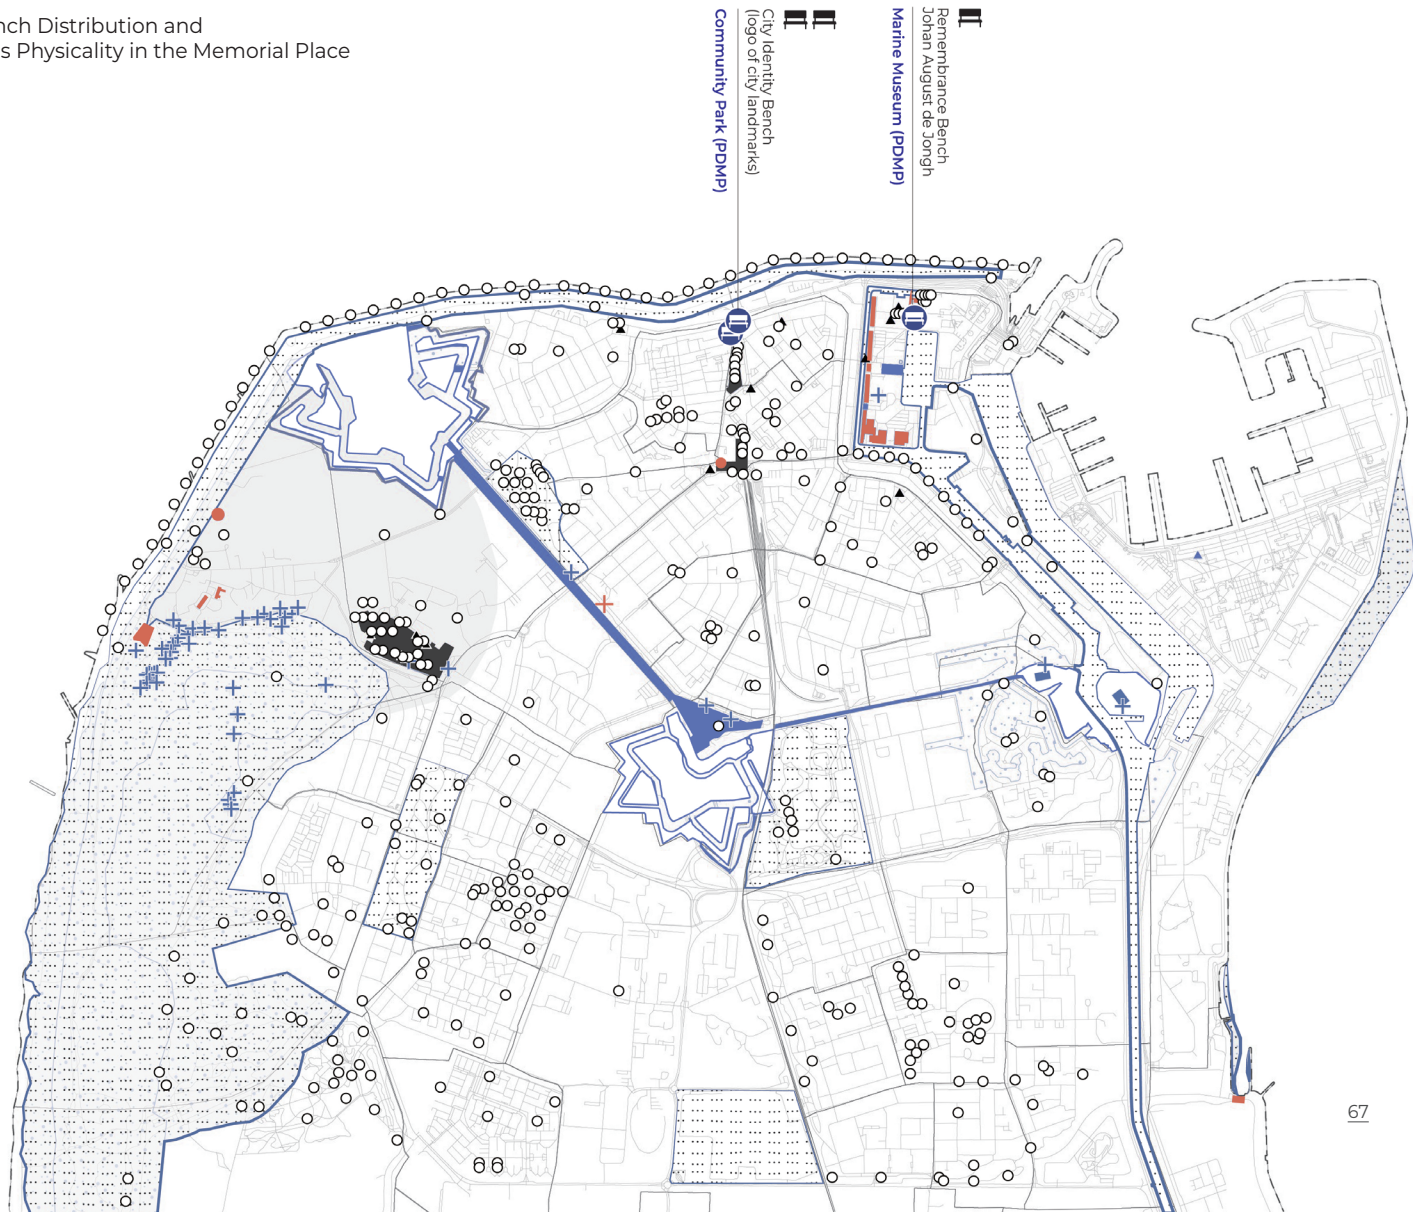 nch Distribution and
s Physicality in the Memorial Place
City Identity Bench
(logo of city landmarks)
Community Park (PDMP)
Remembrance Bench
Johan August de Jongh
Marine Museum (PDMP)
67